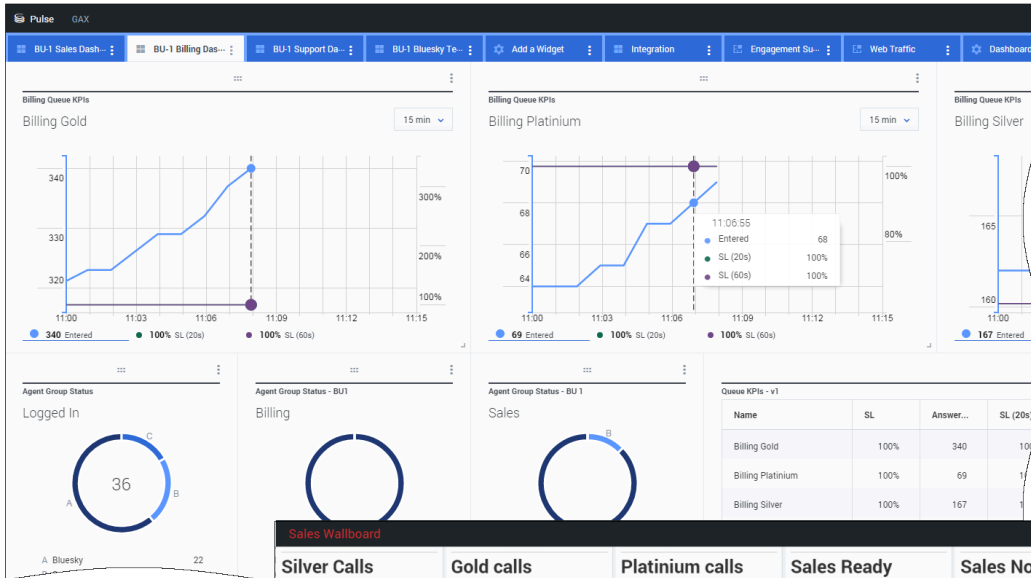 Pulse GAX
BU-1 Sales Dash... BU-1 Billing Das... BU-1 Support Da... BU-1 Bluesky Te... Add a Widget Integration Engagement Su... Web Traffic Dashboard
Billing Queue KPIs
Billing Gold
15 min
340
330
320
300%
200%
100%
11:00 11:03 11:06 11:09 11:12 11:15
340 Entered 100% SL (20s) 100% SL (60s)
Billing Queue KPIs
Billing Platinium
15 min
70
68
66
64
100%
80%
11:06:55
Entered 68
SL (20s) 100%
SL (60s) 100%
11:00 11:03 11:06 11:09 11:12 11:15
69 Entered 100% SL (20s) 100% SL (60s)
Billing Queue KPIs
Billing Silver
165
160
11:00
167 Entered
Agent Group Status
Logged In
C
36
A
B
A Bluesky 22
Agent Group Status - BU1
Billing
Agent Group Status - BU 1
Sales
B
Queue KPIs - v1
Name SL Answer... SL (20s)
Billing Gold 100% 340
Billing Platinium 100% 69
Billing Silver 100% 167
Sales Wallboard
Silver Calls Gold calls Platinium calls Sales Ready Sales